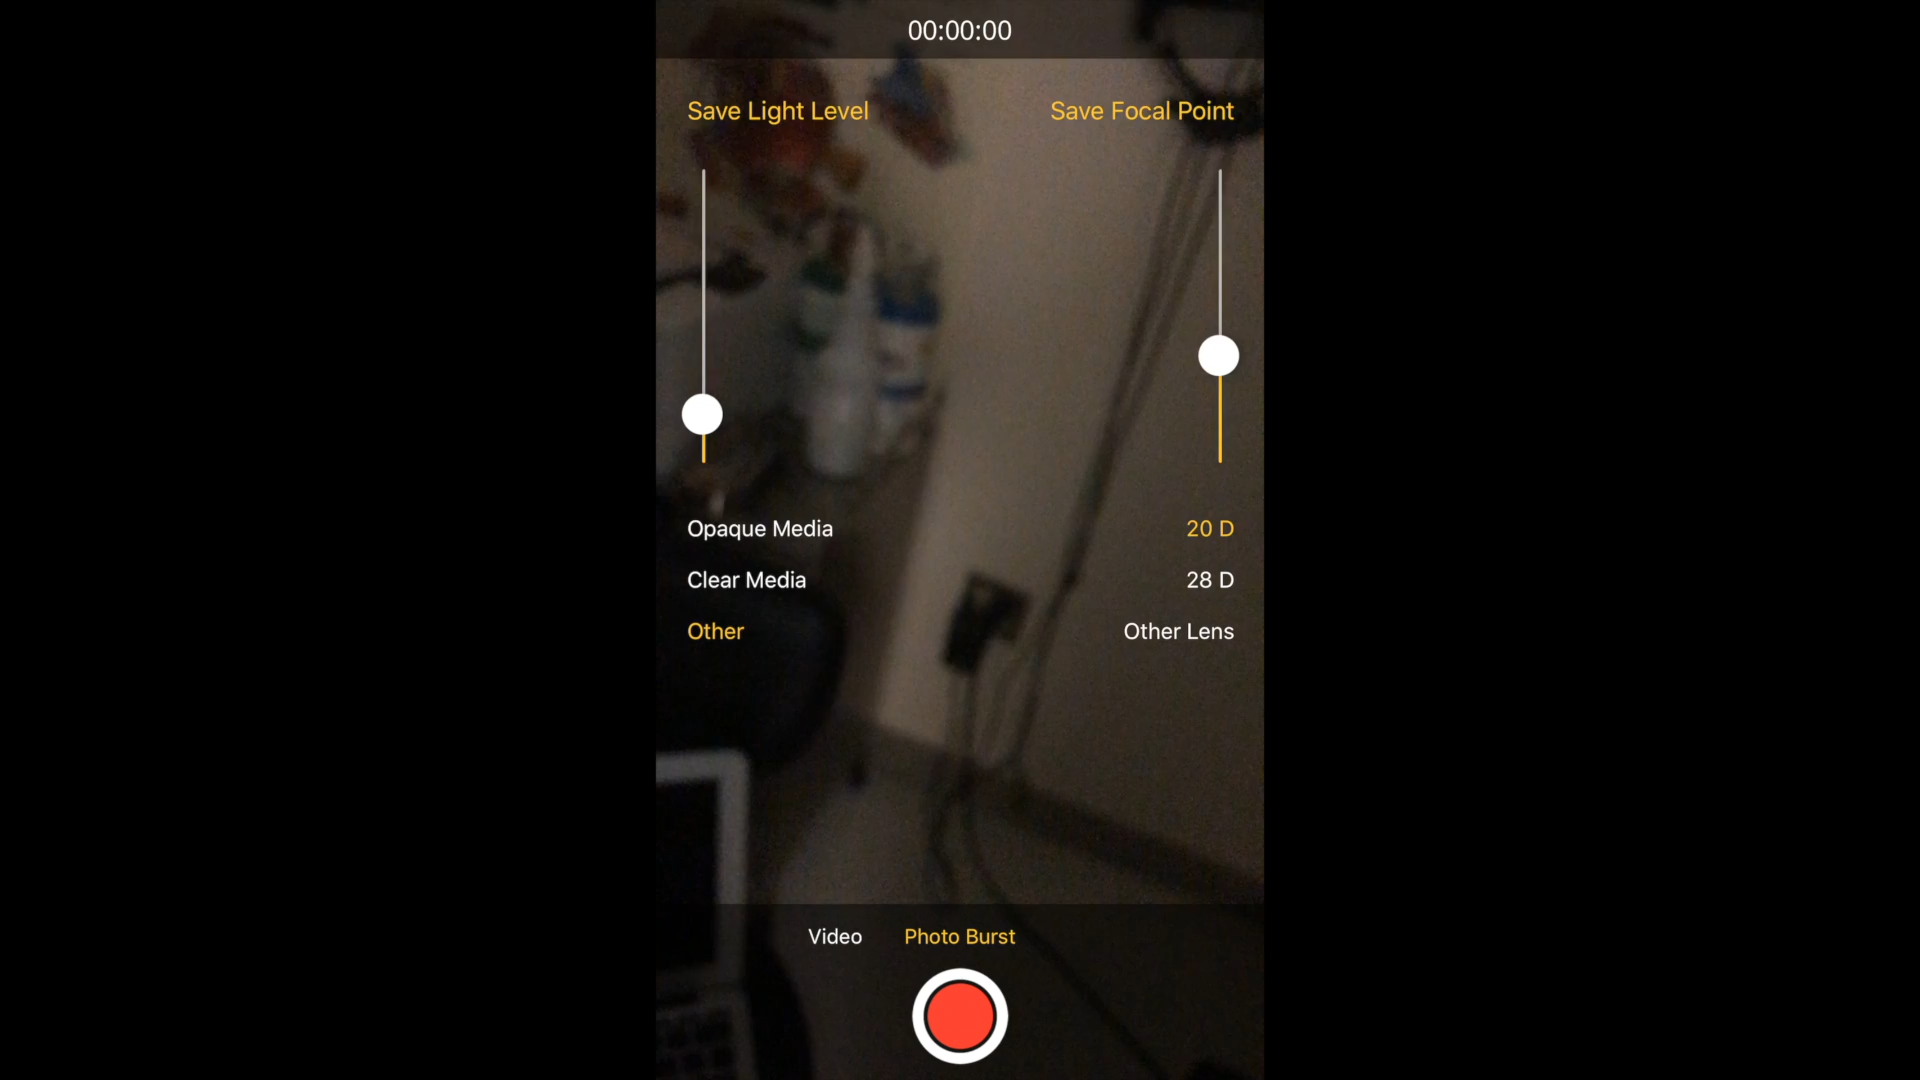 00:00:00
Save Light Level
Save Focal Point
Opaque Media
20 D
Clear Media
28 D
Other
Other Lens
Video
Photo Burst